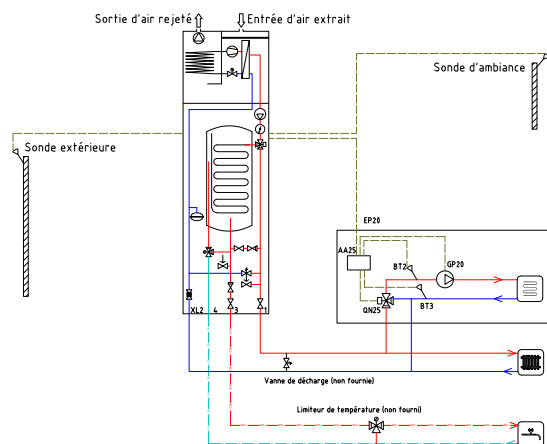 Sortie d'air rejeté
Entrée d'air extrait
Sonde d'ambiance
Sonde extérieure
EP20
AA25
BT2
GP20
QN25
BT3
XL2 4 3 1
Vanne de décharge (non fournie)
Limiteur de température (non fourni)